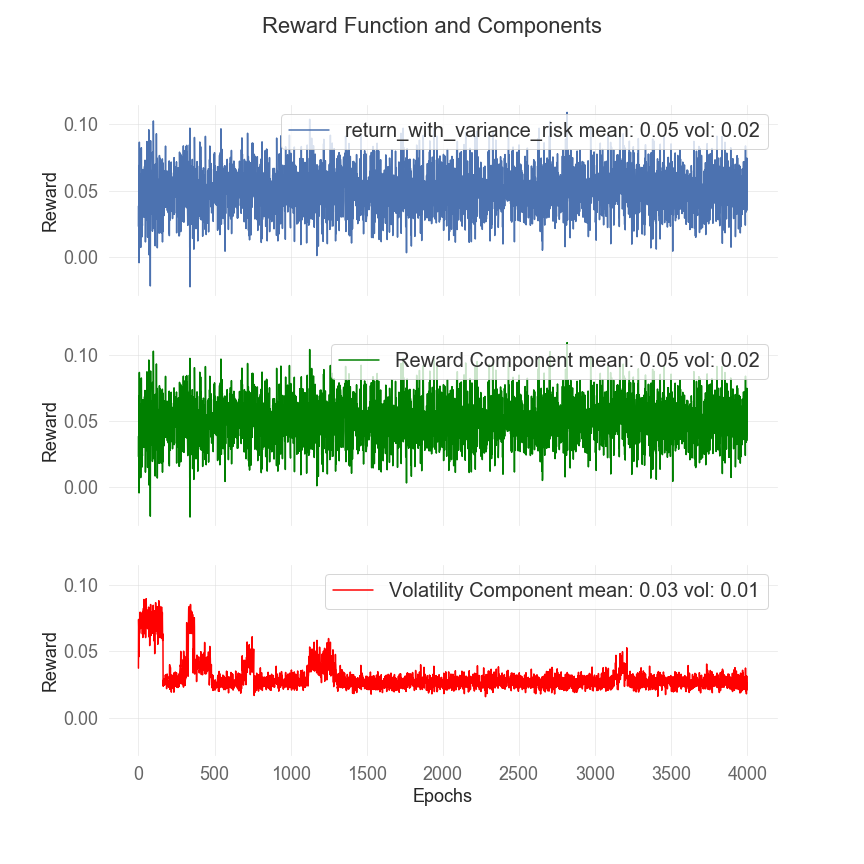 Reward Function and Components
return_with_variance_risk mean: 0.05 vol: 0.02
0.10
0.05
0.00
Reward
Reward Component mean: 0.05 vol: 0.02
0.10
0.05
0.00
Reward
Volatility Component mean: 0.03 vol: 0.01
0.10
0.05
0.00
Reward
0 500 1000 1500 2000 2500 3000 3500 4000
Epochs